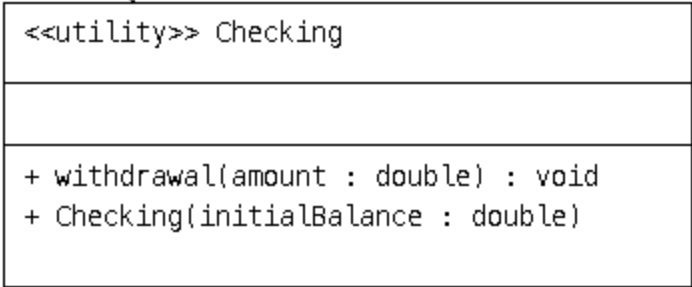 <<utility>> Checking
+ withdrawal(amount : double) : void
+ Checking(initialBalance : double)